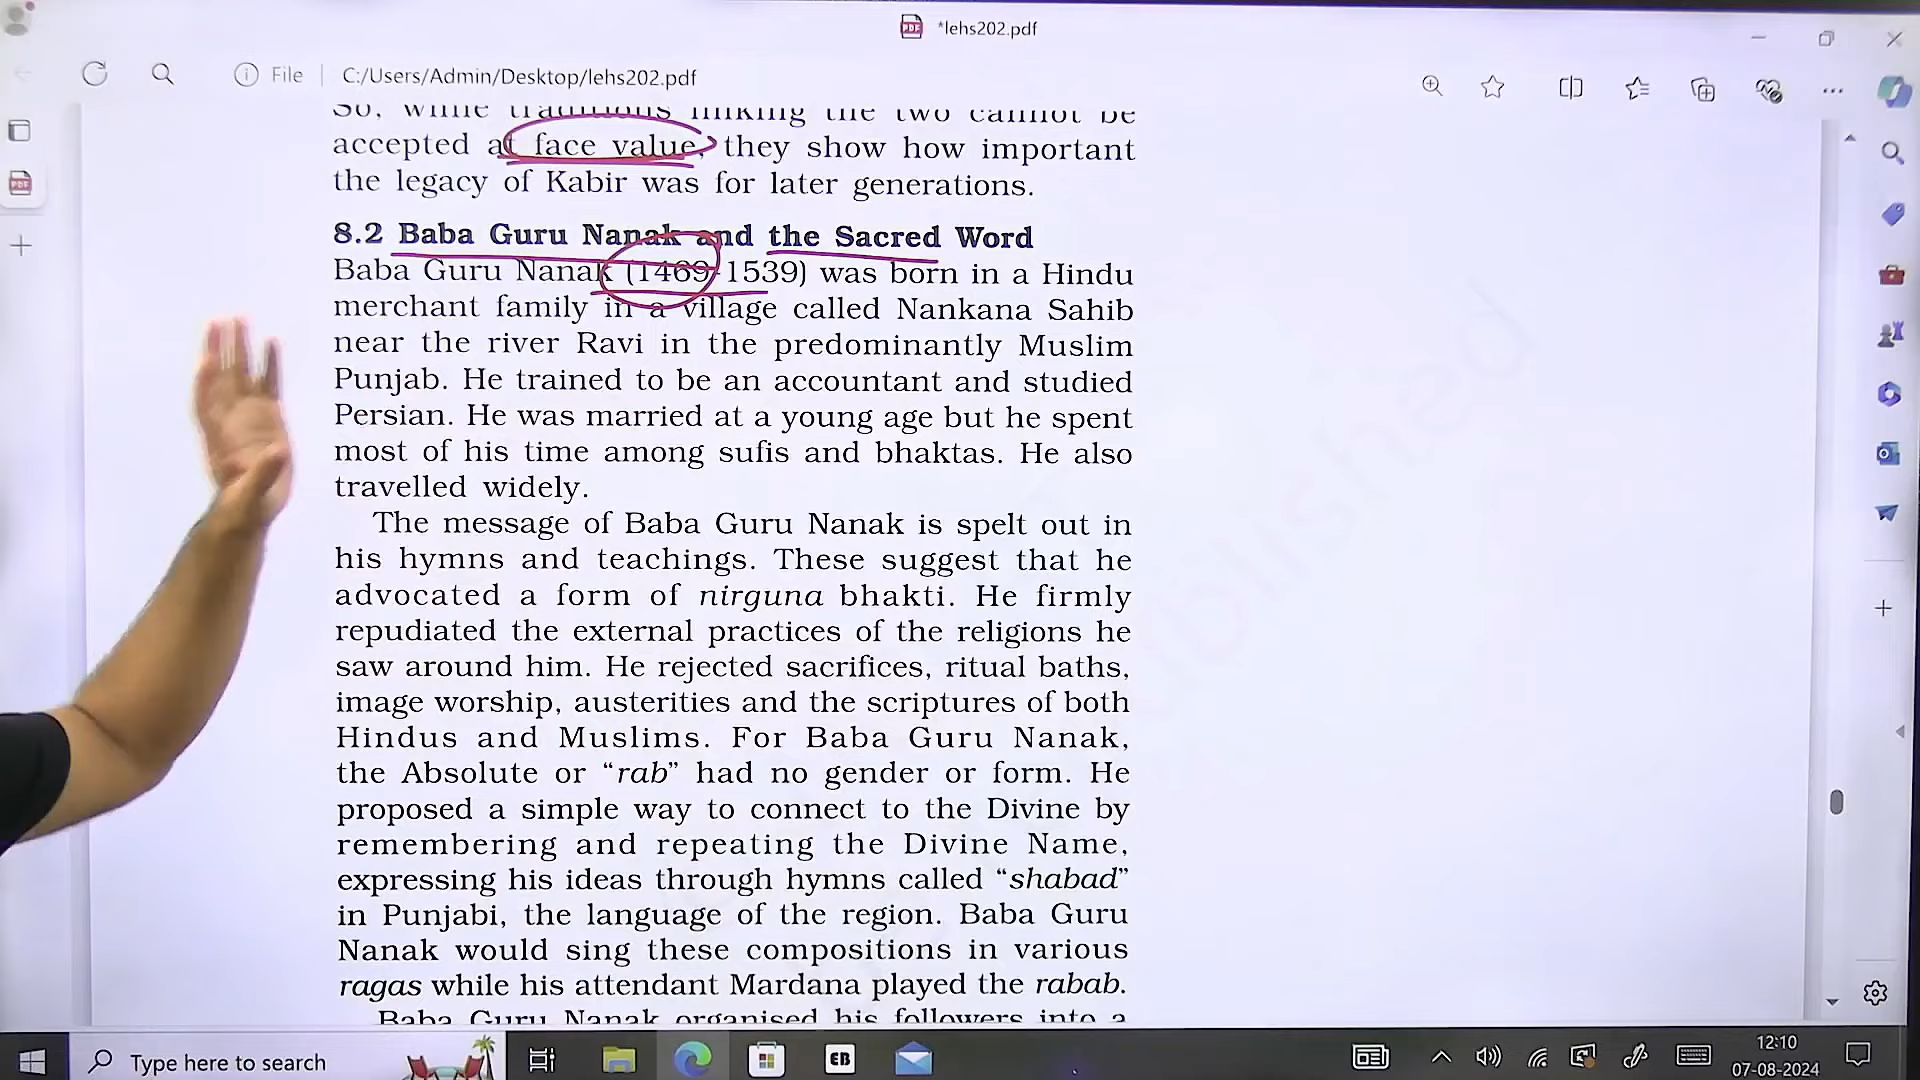 *lehs202.pdf
File
C:/Users/Admin/Desktop/lehs202.pdf
So, while traditions linking the two cannot be
accepted at face value, they show how important
the legacy of Kabir was for later generations.
8.2 Baba Guru Nanak and the Sacred Word
Baba Guru Nanak (1469-1539) was born in a Hindu
merchant family in a village called Nankana Sahib
near the river Ravi in the predominantly Muslim
Punjab. He trained to be an accountant and studied
Persian. He was married at a young age but he spent
most of his time among sufis and bhaktas. He also
travelled widely.
The message of Baba Guru Nanak is spelt out in
his hymns and teachings. These suggest that he
advocated a form of nirguna bhakti. He firmly
repudiated the external practices of the religions he
saw around him. He rejected sacrifices, ritual baths,
image worship, austerities and the scriptures of both
Hindus and Muslims. For Baba Guru Nanak,
the Absolute or “rab” had no gender or form. He
proposed a simple way to connect to the Divine by
remembering and repeating the Divine Name,
expressing his ideas through hymns called “shabad”
in Punjabi, the language of the region. Baba Guru
Nanak would sing these compositions in various
ragas while his attendant Mardana played the rabab.
Baba Guru Nanak organised his followers into a
Type here to search
EB
12:10
07-08-2024